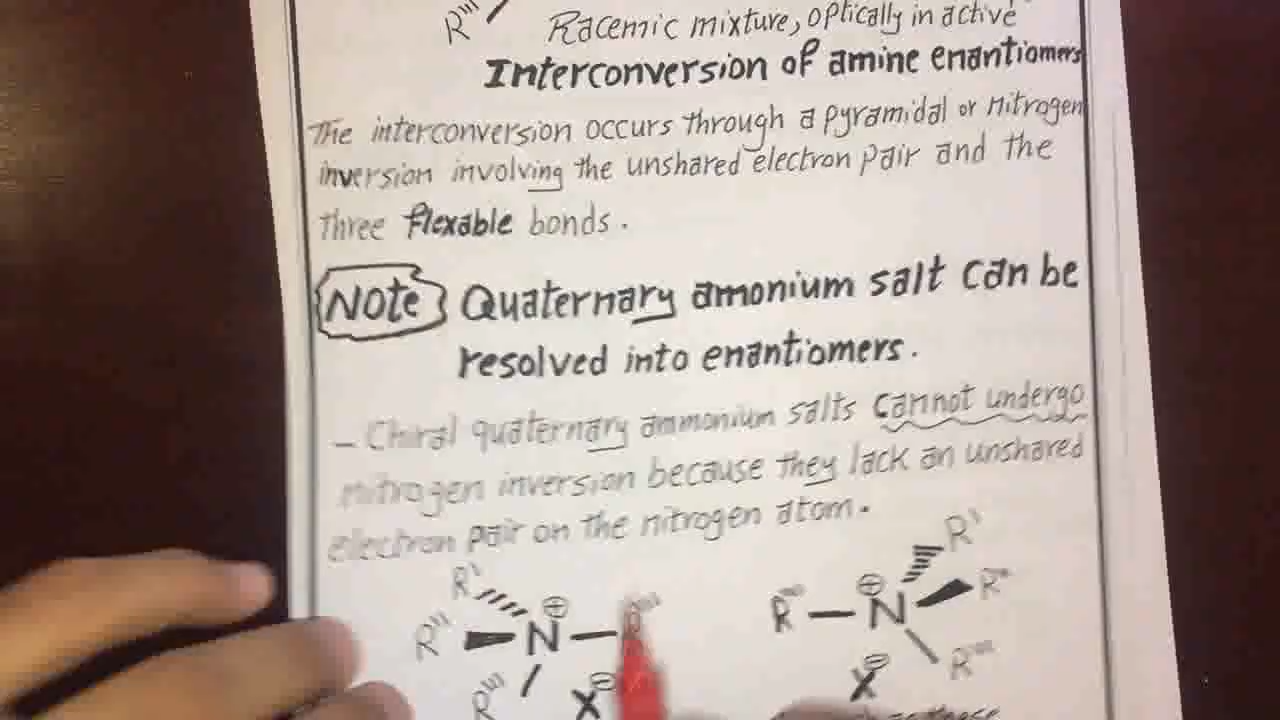 R'''
Racemic mixture, optically in active
Interconversion of amine enantiomers
The interconversion occurs through a pyramidal or nitrogen
inversion involving the unshared electron pair and the
three flexable bonds.
Note Quaternary amonium salt can be
resolved into enantiomers.
- Chiral quaternary ammonium salts cannot undergo
nitrogen inversion because they lack an unshared
electron pair on the nitrogen atom.
R' R'
R'' N ⊕ R N ⊕ R''
R''' X ⊖ X ⊖ R